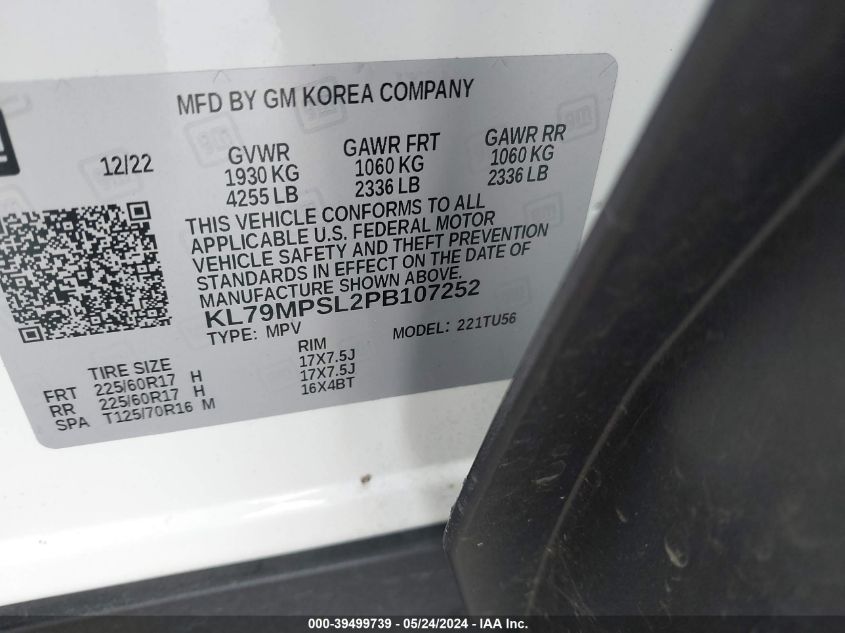 MFD BY GM KOREA COMPANY
12/22
GVWR
1930 KG
4255 LB
GAWR FRT
1060 KG
2336 LB
GAWR RR
1060 KG
2336 LB
THIS VEHICLE CONFORMS TO ALL
APPLICABLE U.S. FEDERAL MOTOR
VEHICLE SAFETY AND THEFT PREVENTION
STANDARDS IN EFFECT ON THE DATE OF
MANUFACTURE SHOWN ABOVE.
KL79MPSL2PB107252
TYPE: MPV MODEL: 221TU56
TIRE SIZE RIM
FRT 225/60R17 H 17X7.5J
RR 225/60R17 H 17X7.5J
SPA T125/70R16 M 16X4BT
000-39499739 - 05/24/2024 - IAA Inc.